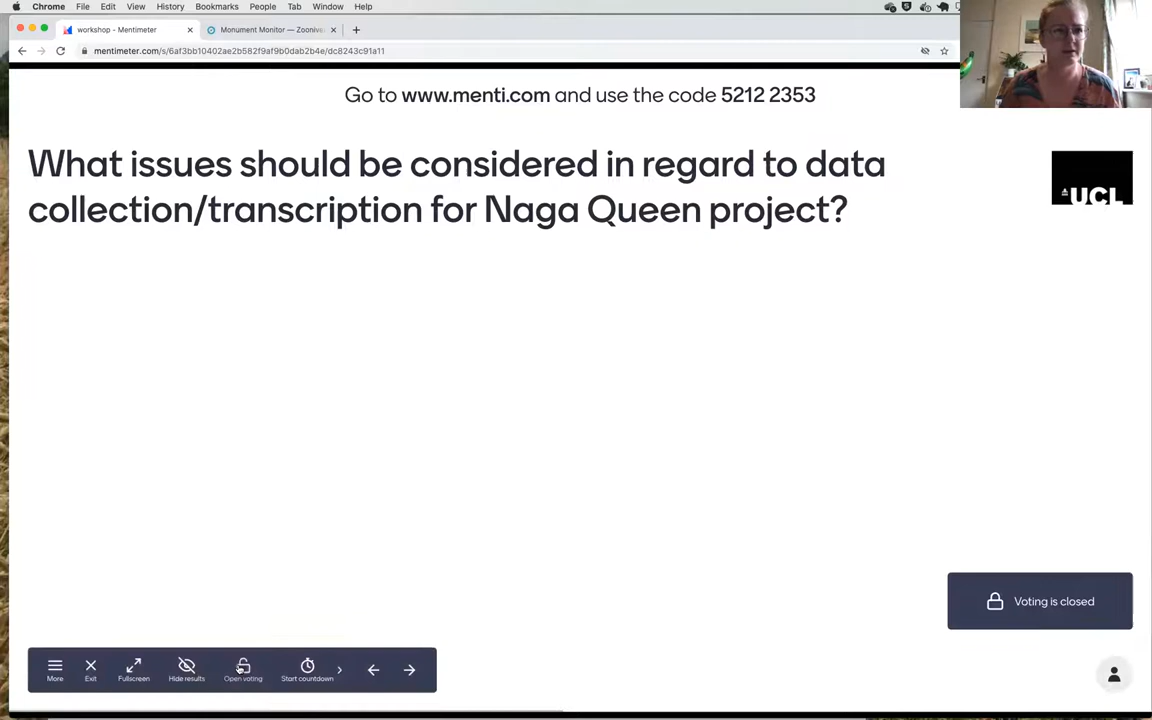 Chrome File Edit View History Bookmarks People Tab Window Help
workshop - Mentimeter
Monument Monitor — Zooniver
mentimeter.com/s/6af3bb10402ae2b582f9af9b0dab2b4e/dc8243c91a11
Go to www.menti.com and use the code 5212 2353
What issues should be considered in regard to data
collection/transcription for Naga Queen project?
UCL
Voting is closed
More Exit Fullscreen Hide results Open voting Start countdown